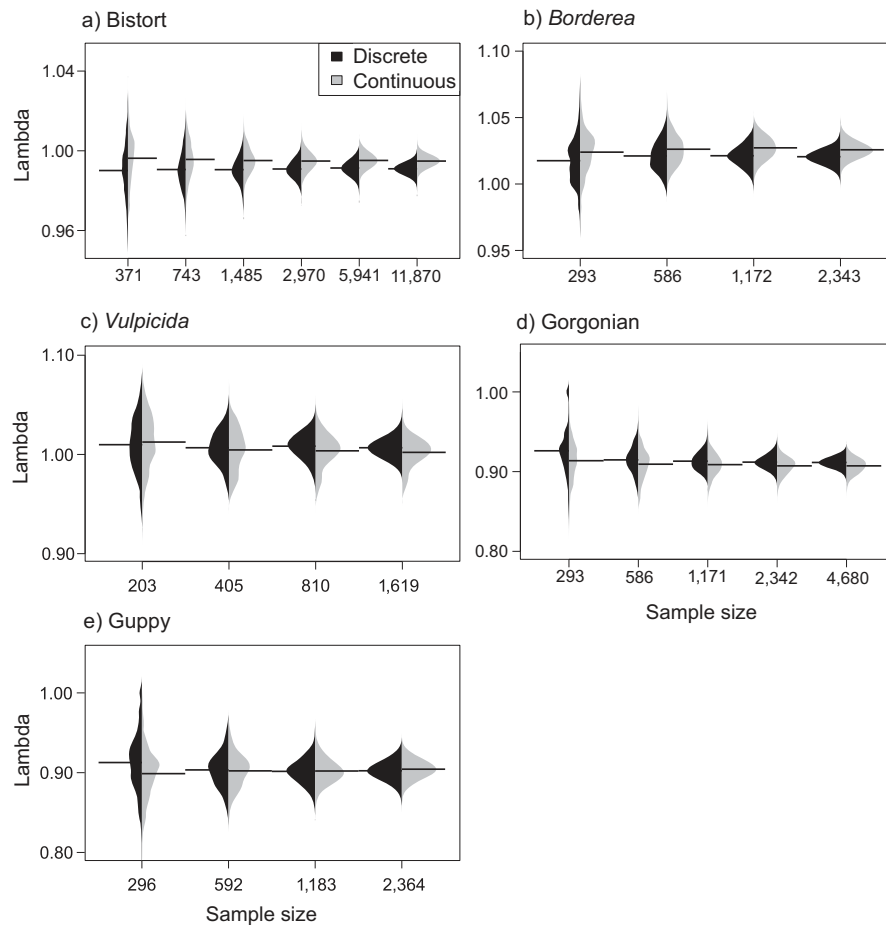 a) Bistort
Discrete
Continuous
Lambda
1.04
1.00
0.96
371 743 1,485 2,970 5,941 11,870
b) Borderea
1.10
1.05
1.00
0.95
293 586 1,172 2,343
c) Vulpicida
Lambda
1.10
1.00
0.90
203 405 810 1,619
d) Gorgonian
1.00
0.90
0.80
293 586 1,171 2,342 4,680
Sample size
e) Guppy
Lambda
1.00
0.90
0.80
296 592 1,183 2,364
Sample size